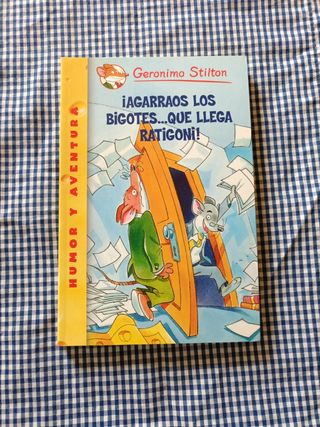 Geronimo Stilton
¡AGARRAOS LOS
BIGOTES...QUE LLEGA
RATIGONI!
HUMOR Y AVENTURA